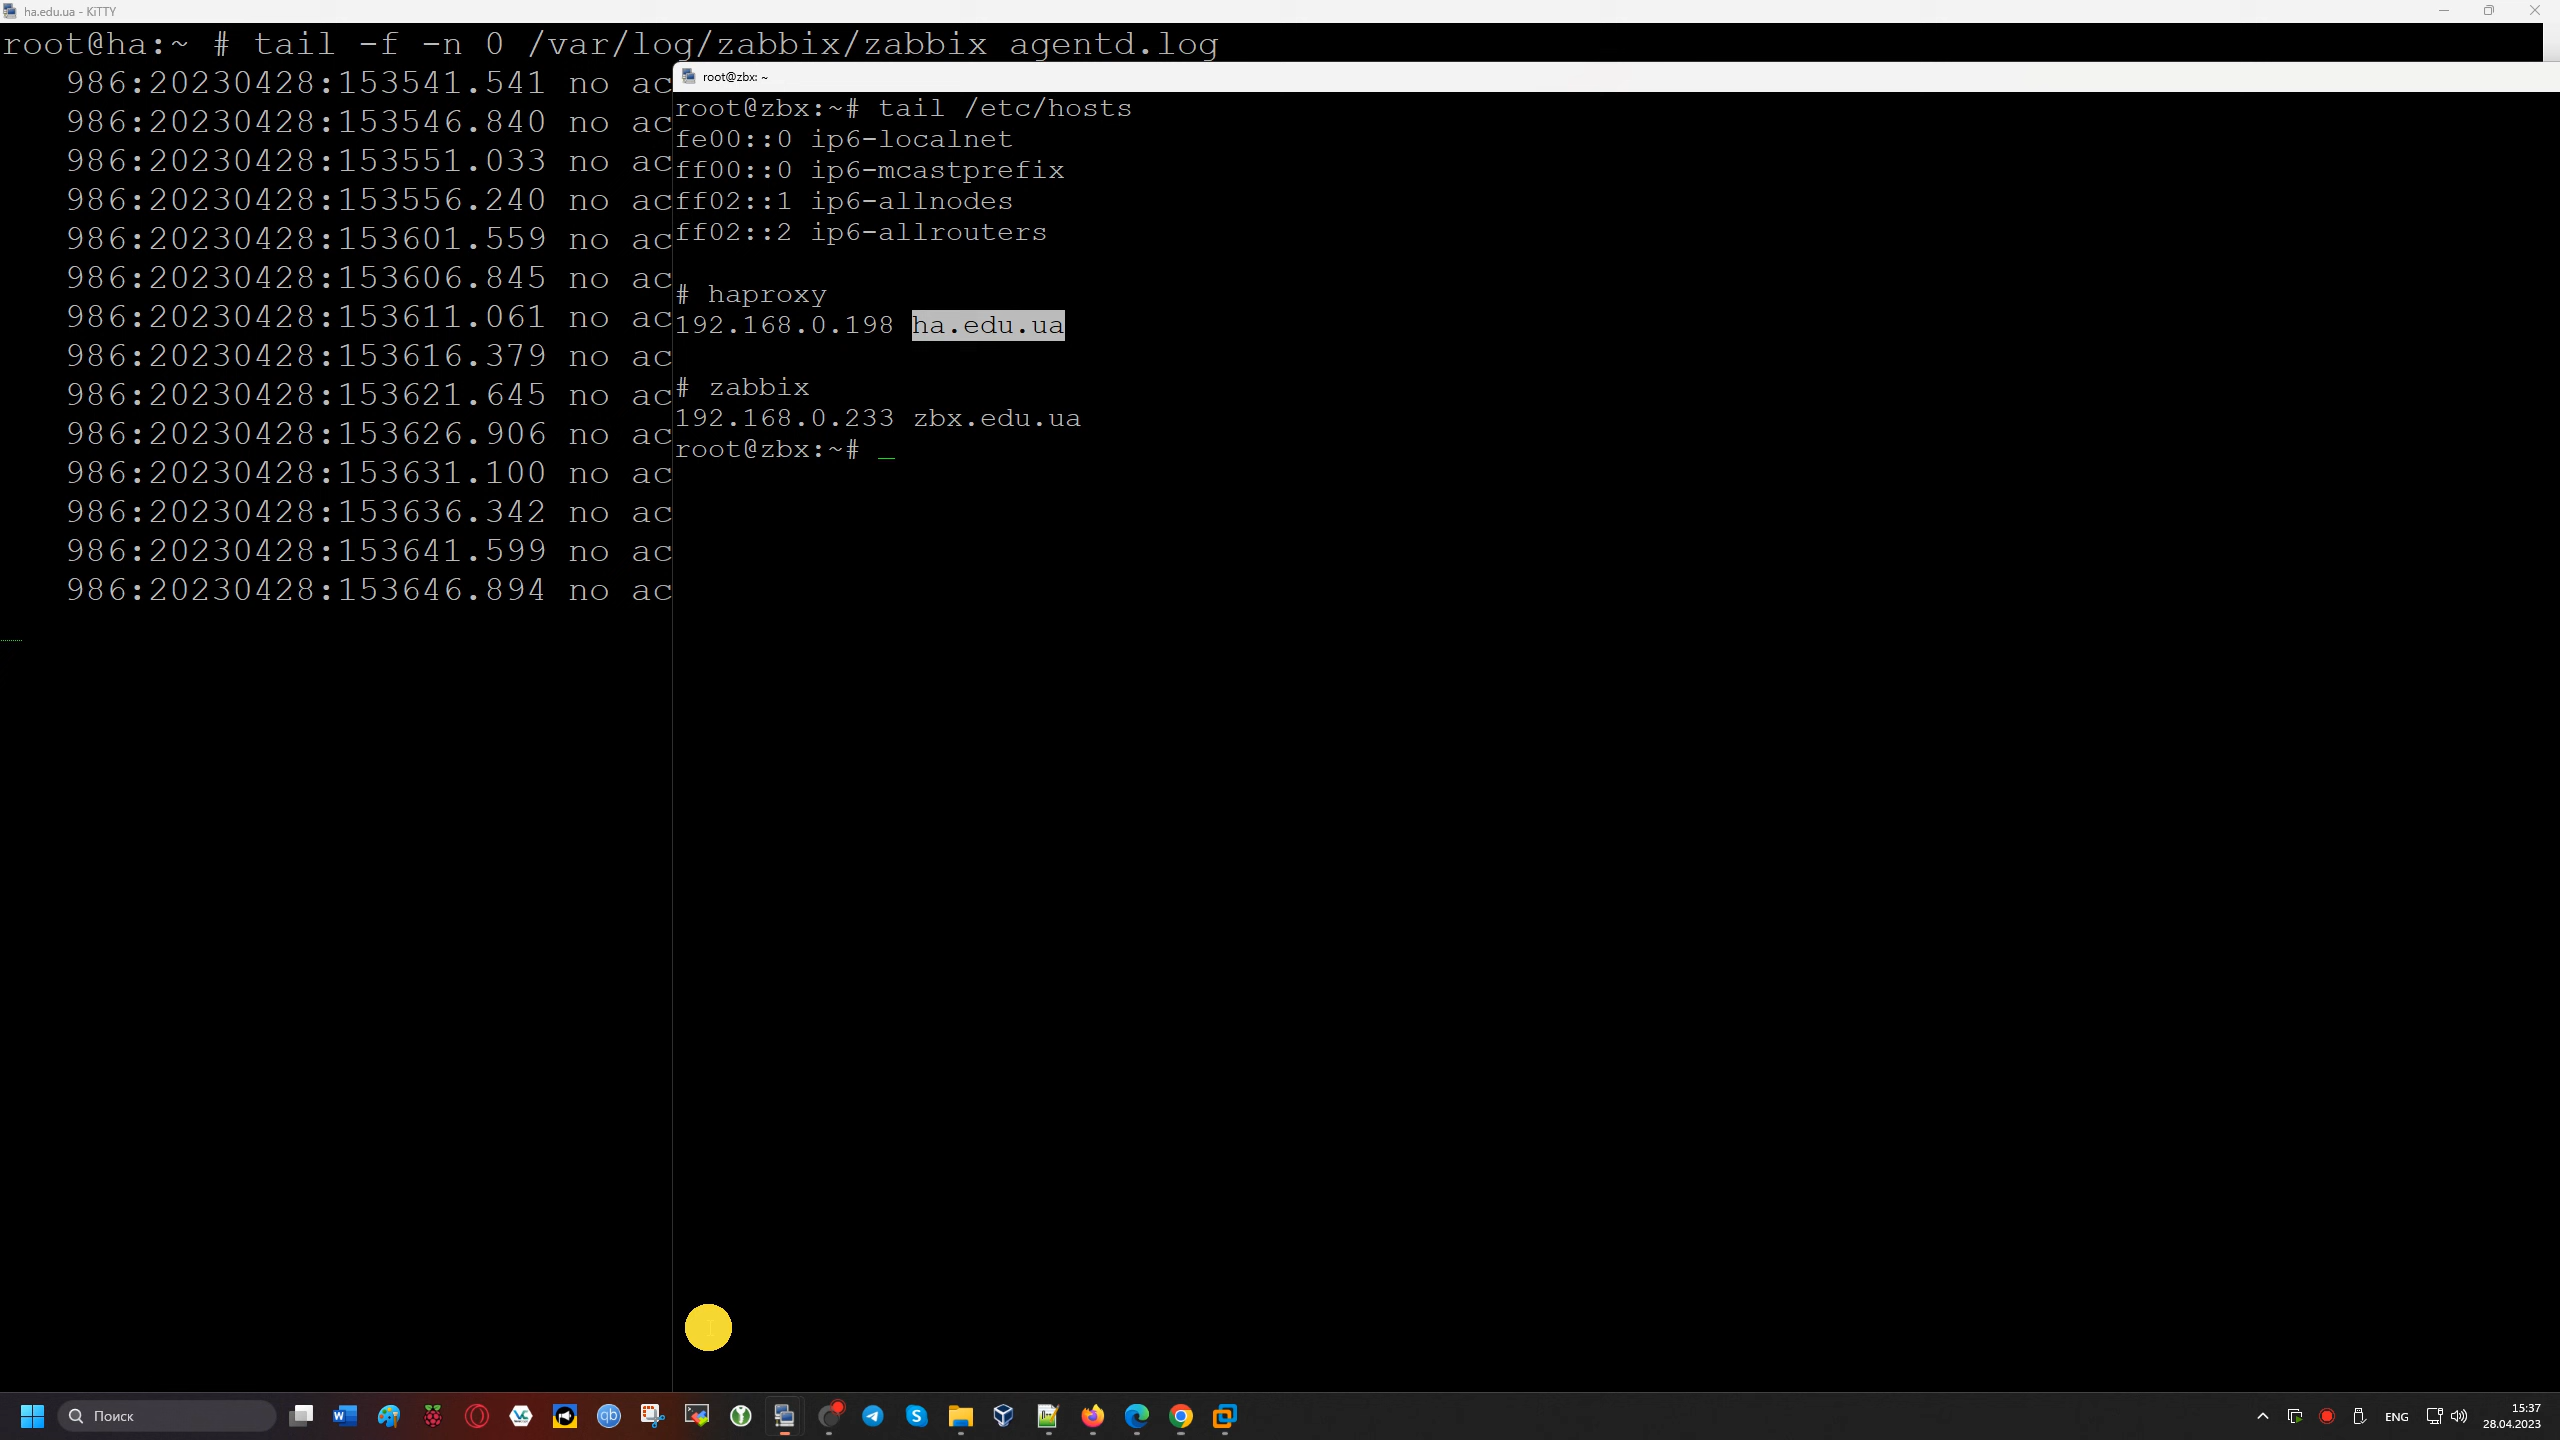 ha.edu.ua - KiTTY
root@ha:~ # tail -f -n 0 /var/log/zabbix/zabbix_agentd.log
986:20230428:153541.541 no ac
986:20230428:153546.840 no ac
986:20230428:153551.033 no ac
986:20230428:153556.240 no ac
986:20230428:153601.559 no ac
986:20230428:153606.845 no ac
986:20230428:153611.061 no ac
986:20230428:153616.379 no ac
986:20230428:153621.645 no ac
986:20230428:153626.906 no ac
986:20230428:153631.100 no ac
986:20230428:153636.342 no ac
986:20230428:153641.599 no ac
986:20230428:153646.894 no ac
root@zbx: ~
root@zbx:~# tail /etc/hosts
fe00::0 ip6-localnet
ff00::0 ip6-mcastprefix
ff02::1 ip6-allnodes
ff02::2 ip6-allrouters
# haproxy
192.168.0.198 ha.edu.ua
# zabbix
192.168.0.233 zbx.edu.ua
root@zbx:~# _
Поиск
ENG
15:37
28.04.2023